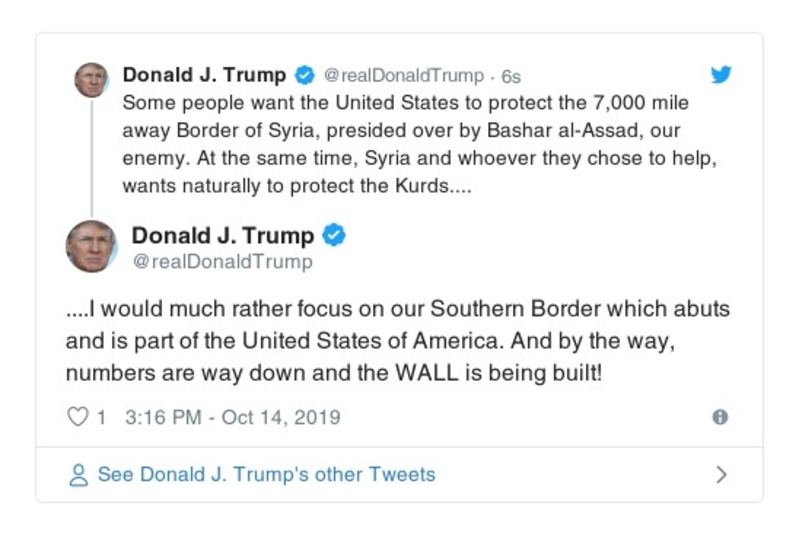 Donald J. Trump @realDonaldTrump · 6s
Some people want the United States to protect the 7,000 mile
away Border of Syria, presided over by Bashar al-Assad, our
enemy. At the same time, Syria and whoever they chose to help,
wants naturally to protect the Kurds....
Donald J. Trump
@realDonaldTrump
....I would much rather focus on our Southern Border which abuts
and is part of the United States of America. And by the way,
numbers are way down and the WALL is being built!
1 3:16 PM - Oct 14, 2019
See Donald J. Trump's other Tweets